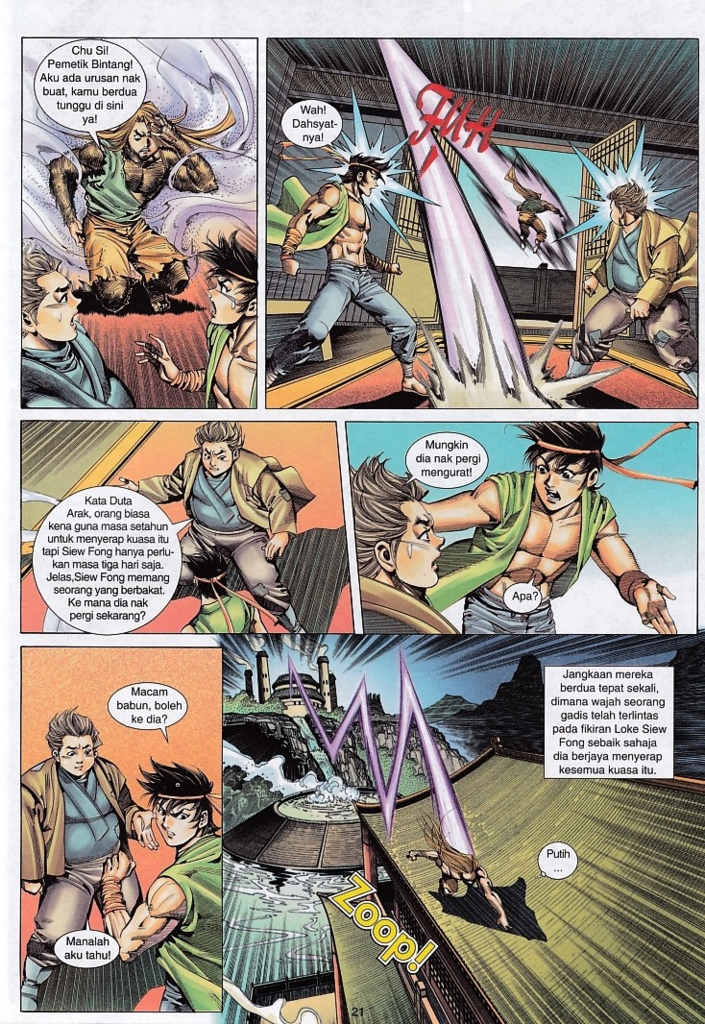 Chu Si!
Pemetik Bintang!
Aku ada urusan nak
buat, kamu berdua
tunggu di sini
ya!
Wah!
Dahsyat-
nya!
FUH!
Kata Duta
Arak, orang biasa
kena guna masa setahun
untuk menyerap kuasa itu
tapi Siew Fong hanya perlu-
kan masa tiga hari saja.
Jelas,Siew Fong memang
seorang yang berbakat.
Ke mana dia nak
pergi sekarang?
Mungkin
dia nak pergi
mengurat!
Apa?
Macam
babun, boleh
ke dia?
Manalah
aku tahu!
Jangkaan mereka
berdua tepat sekali,
dimana wajah seorang
gadis telah terlintas
pada fikiran Loke Siew
Fong sebaik sahaja
dia berjaya menyerap
kesemua kuasa itu.
Putih
...
Zoop!
21